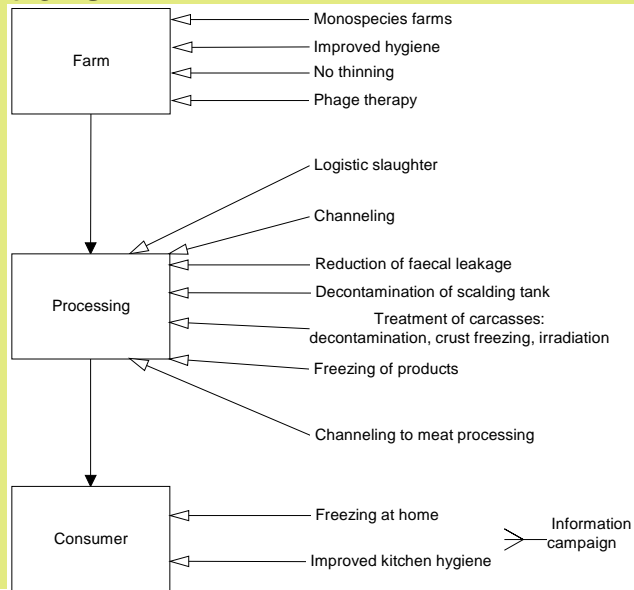 Monospecies farms
Farm
Improved hygiene
No thinning
Phage therapy
Logistic slaughter
Channeling
Reduction of faecal leakage
Processing
Decontamination of scalding tank
Treatment of carcasses:
decontamination, crust freezing, irradiation
Freezing of products
Channeling to meat processing
Consumer
Freezing at home
Improved kitchen hygiene
Information
campaign